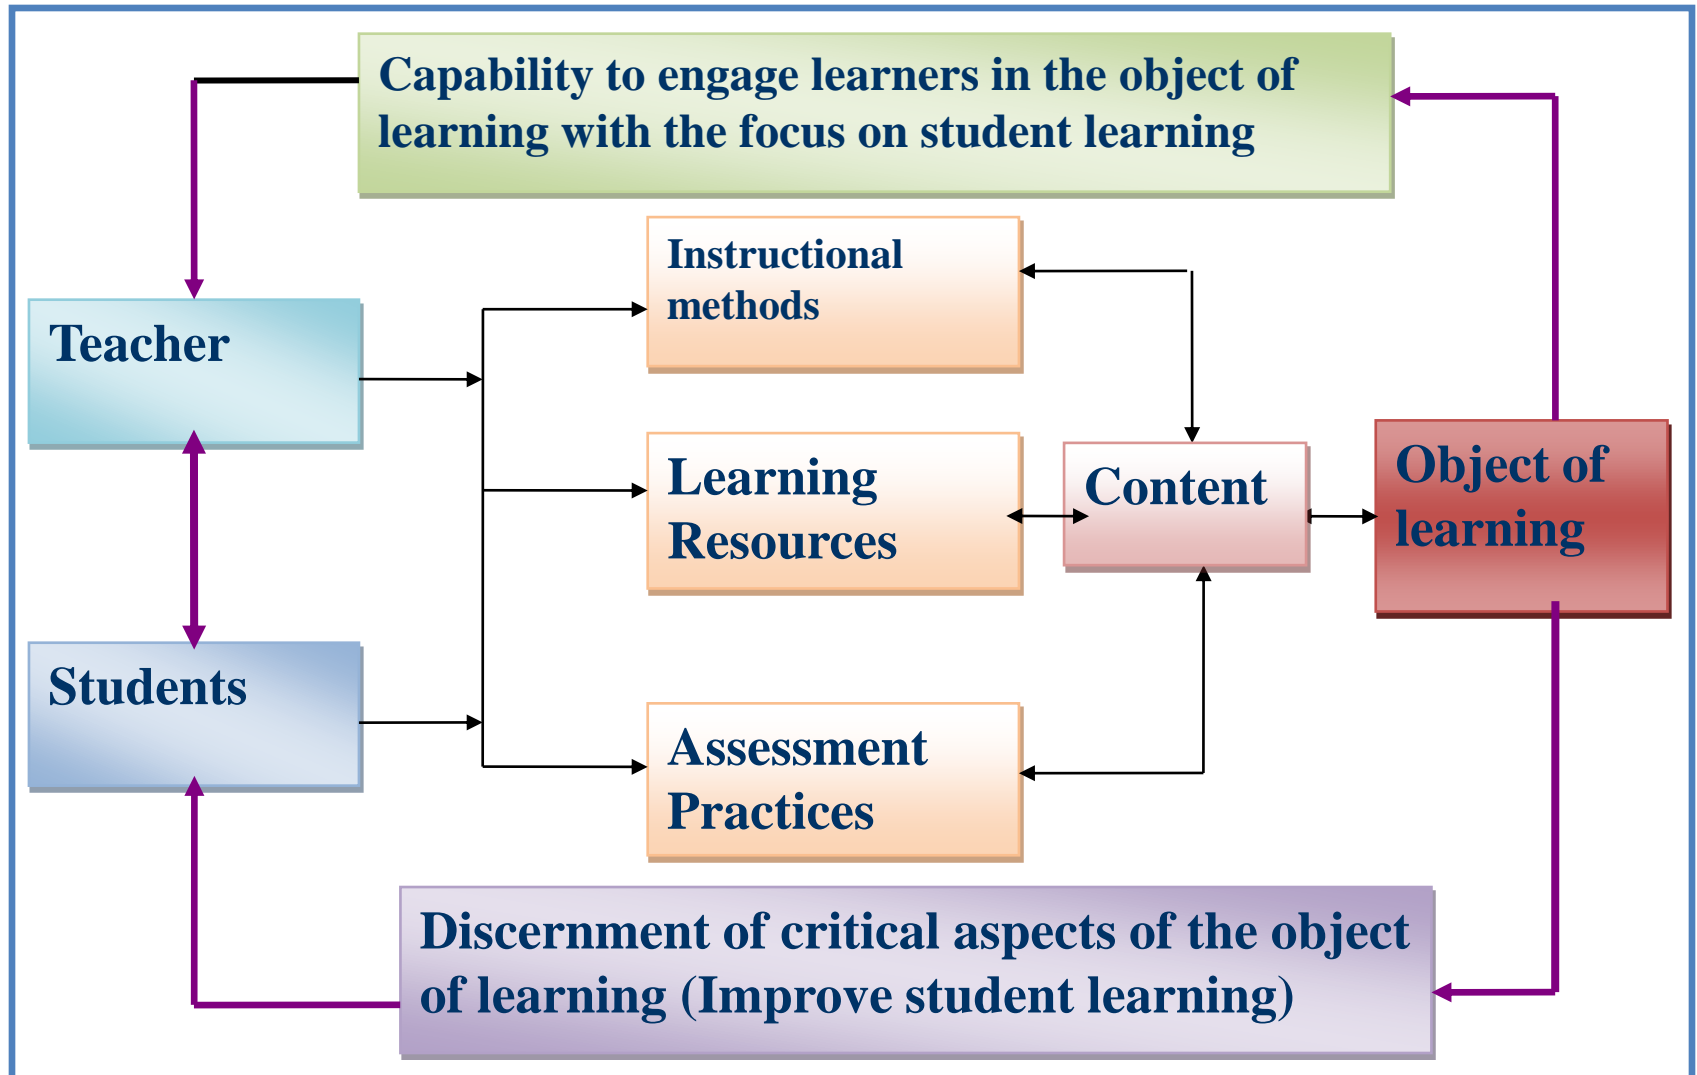 Capability to engage learners in the object of
learning with the focus on student learning
Instructional
methods
Teacher
Learning
Resources
Content
Object of
learning
Students
Assessment
Practices
Discernment of critical aspects of the object
of learning (Improve student learning)